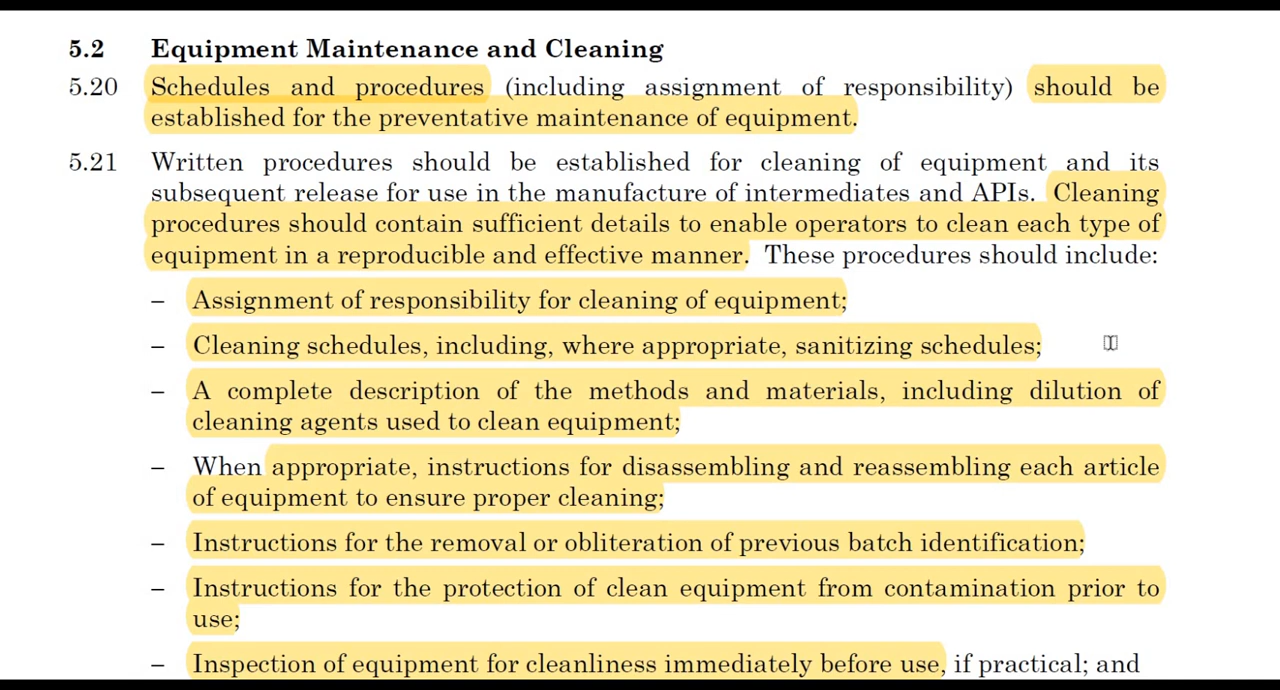 5.2 Equipment Maintenance and Cleaning
5.20 Schedules and procedures (including assignment of responsibility) should be
established for the preventative maintenance of equipment.
5.21 Written procedures should be established for cleaning of equipment and its
subsequent release for use in the manufacture of intermediates and APIs. Cleaning
procedures should contain sufficient details to enable operators to clean each type of
equipment in a reproducible and effective manner. These procedures should include:
– Assignment of responsibility for cleaning of equipment;
– Cleaning schedules, including, where appropriate, sanitizing schedules;
– A complete description of the methods and materials, including dilution of
cleaning agents used to clean equipment;
– When appropriate, instructions for disassembling and reassembling each article
of equipment to ensure proper cleaning;
– Instructions for the removal or obliteration of previous batch identification;
– Instructions for the protection of clean equipment from contamination prior to
use;
– Inspection of equipment for cleanliness immediately before use, if practical; and